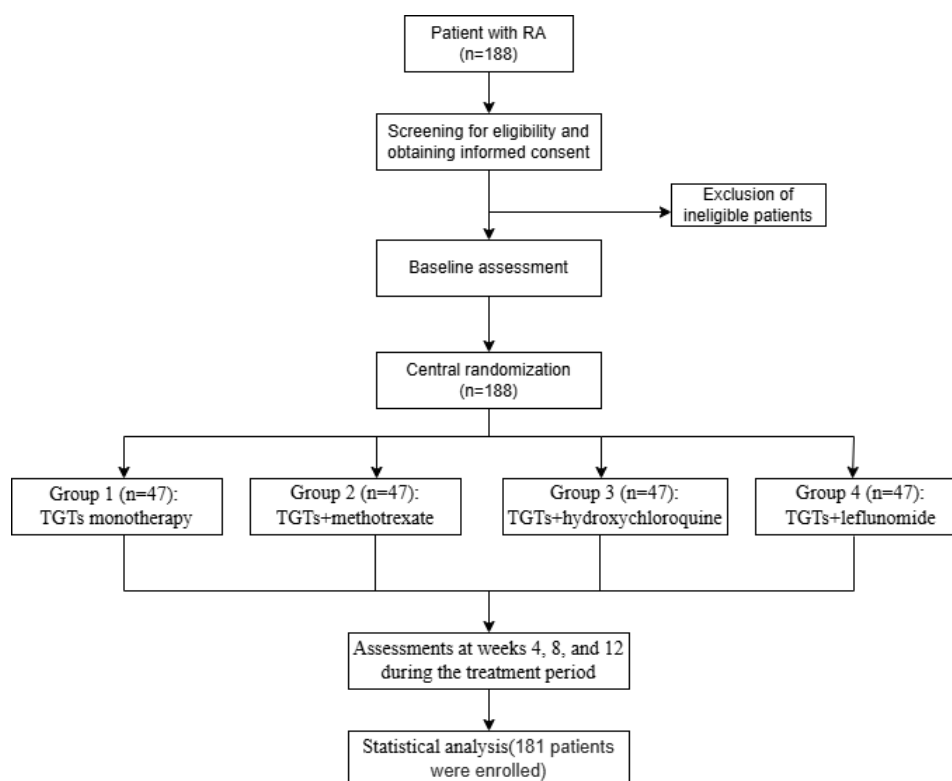 Patient with RA
(n=188)
Screening for eligibility and
obtaining informed consent
Exclusion of
ineligible patients
Baseline assessment
Central randomization
(n=188)
Group 1 (n=47):
TGTs monotherapy
Group 2 (n=47):
TGTs+methotrexate
Group 3 (n=47):
TGTs+hydroxychloroquine
Group 4 (n=47):
TGTs+leflunomide
Assessments at weeks 4, 8, and 12
during the treatment period
Statistical analysis(181 patients
were enrolled)